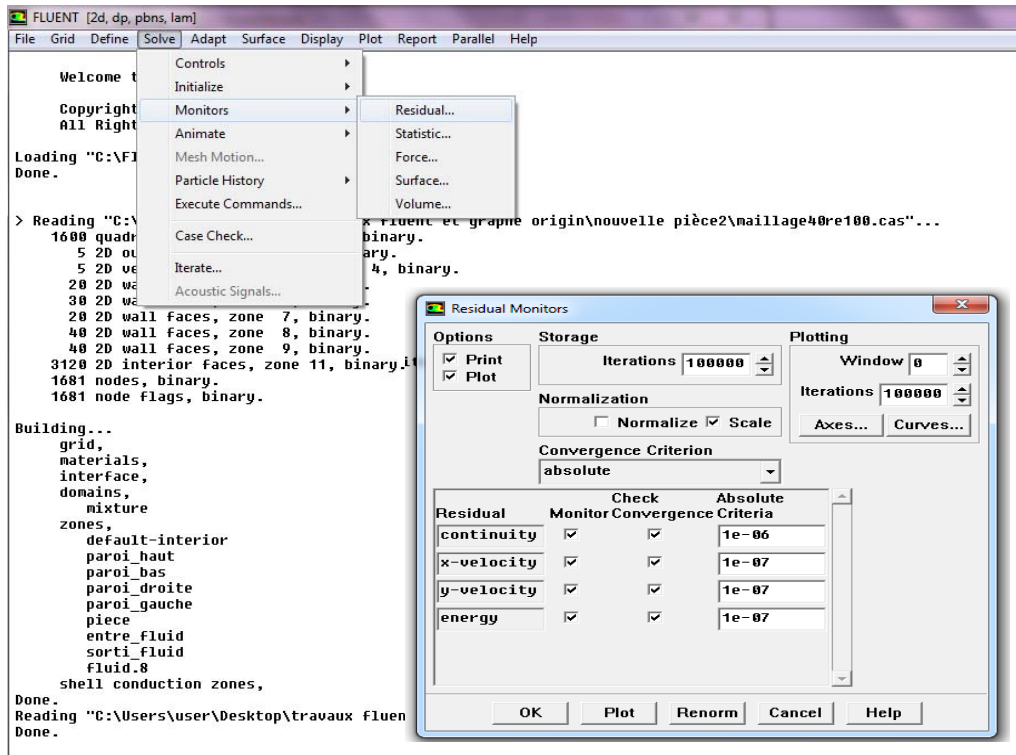 FLUENT [2d, dp, pbns, lam]
File Grid Define Solve Adapt Surface Display Plot Report Parallel Help
Controls
Initialize
Monitors
Animate
Mesh Motion...
Particle History
Execute Commands...
Case Check...
Iterate...
Acoustic Signals...
Residual...
Statistic...
Force...
Surface...
Volume...
Welcome
Copyright
All Right
Loading "C:\Fl
Done.
> Reading "C:\ fluent et graphe origin\nouvelle pièce2\maillage40re100.cas"...
1600 quadr binary.
5 2D ou ary.
5 2D ve 4, binary.
20 2D wa
30 2D wa
20 2D wall faces, zone 7, binary.
40 2D wall faces, zone 8, binary.
40 2D wall faces, zone 9, binary.
3120 2D interior faces, zone 11, binary.
1681 nodes, binary.
1681 node flags, binary.
Building...
grid,
materials,
interface,
domains,
mixture
zones,
default-interior
paroi_haut
paroi_bas
paroi_droite
paroi_gauche
piece
entre_fluid
sorti_fluid
fluid.8
shell conduction zones,
Done.
Reading "C:\Users\user\Desktop\travaux fluen
Done.
Residual Monitors
Options
Print
Plot
Storage
Iterations 100000
Normalization
Normalize Scale
Convergence Criterion
absolute
Plotting
Window 0
Iterations 100000
Axes... Curves...
Check Absolute
Residual Monitor Convergence Criteria
continuity 1e-06
x-velocity 1e-07
y-velocity 1e-07
energy 1e-07
OK Plot Renorm Cancel Help